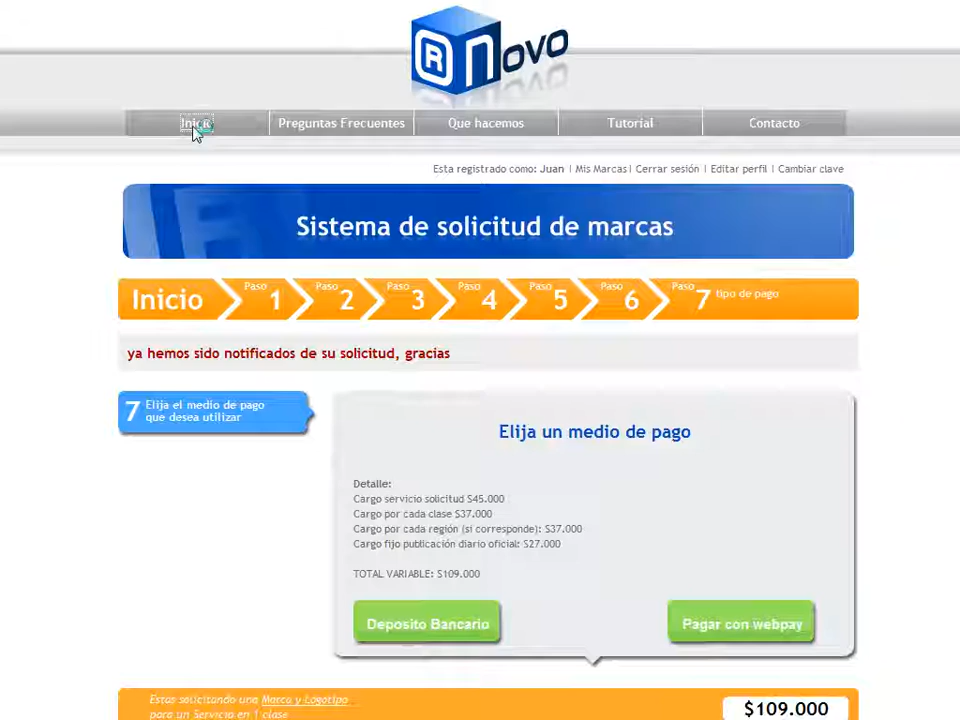 R Novo
Inicio
Preguntas Frecuentes
Que hacemos
Tutorial
Contacto
Esta registrado como: Juan | Mis Marcas| Cerrar sesión | Editar perfil | Cambiar clave
Sistema de solicitud de marcas
Inicio Paso 1 Paso 2 Paso 3 Paso 4 Paso 5 Paso 6 Paso 7 tipo de pago
ya hemos sido notificados de su solicitud, gracias
7 Elija el medio de pago
que desea utilizar
Elija un medio de pago
Detalle:
Cargo servicio solicitud $45.000
Cargo por cada clase $37.000
Cargo por cada región (si corresponde): $37.000
Cargo fijo publicación diario oficial: $27.000
TOTAL VARIABLE: $109.000
Deposito Bancario
Pagar con webpay
Estas solicitando una Marca y Logotipo
para un Servicio en 1 clase
$109.000